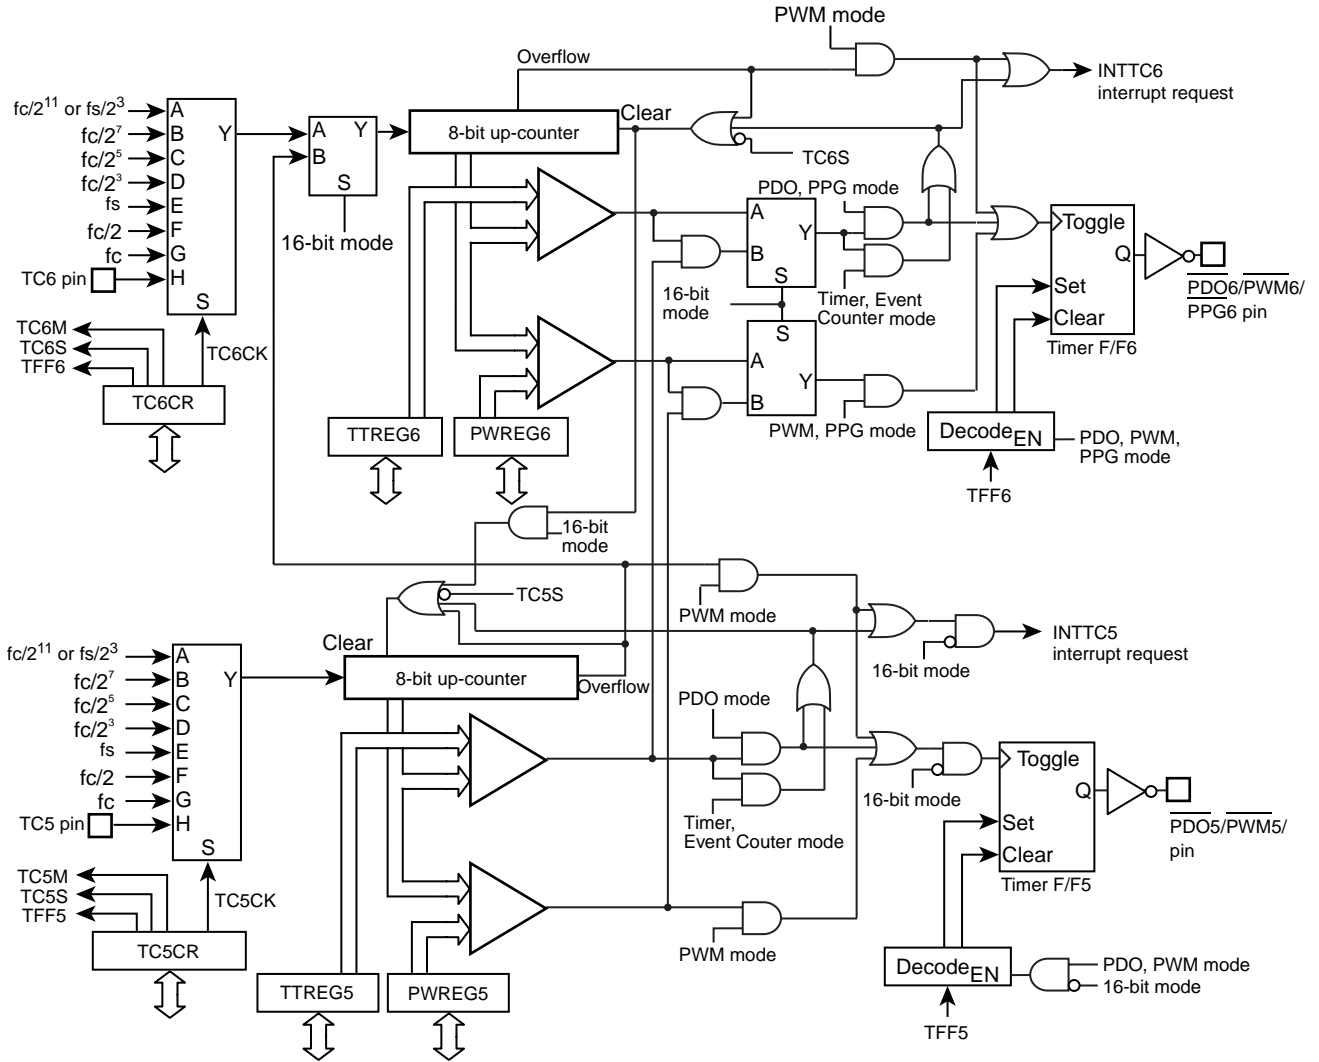 PWM mode
Overflow
INTTC6
interrupt request
fc/2¹¹ or fs/2³
A
fc/2⁷
B
fc/2⁵
C
fc/2³
D
fs
E
fc/2
F
fc
G
TC6 pin
H
Y
S
A
B
Y
S
16-bit mode
8-bit up-counter
Clear
TC6S
TC6M
TC6S
TFF6
TC6CK
TC6CR
TTREG6
PWREG6
PDO, PPG mode
A
B
Y
S
16-bit
mode
Timer, Event
Counter mode
S
A
B
Y
PWM, PPG mode
Toggle
Q
Set
Clear
Timer F/F6
PDO6/PWM6/
PPG6 pin
Decode EN
PDO, PWM,
PPG mode
TFF6
16-bit
mode
TC5S
PWM mode
INTTC5
interrupt request
16-bit mode
Clear
8-bit up-counter
Overflow
fc/2¹¹ or fs/2³
A
fc/2⁷
B
fc/2⁵
C
fc/2³
D
fs
E
fc/2
F
fc
G
TC5 pin
H
Y
S
TC5M
TC5S
TFF5
TC5CK
TC5CR
TTREG5
PWREG5
PDO mode
Timer,
Event Couter mode
16-bit mode
PWM mode
Toggle
Q
Set
Clear
Timer F/F5
PDO5/PWM5/
pin
Decode EN
PDO, PWM mode
16-bit mode
TFF5